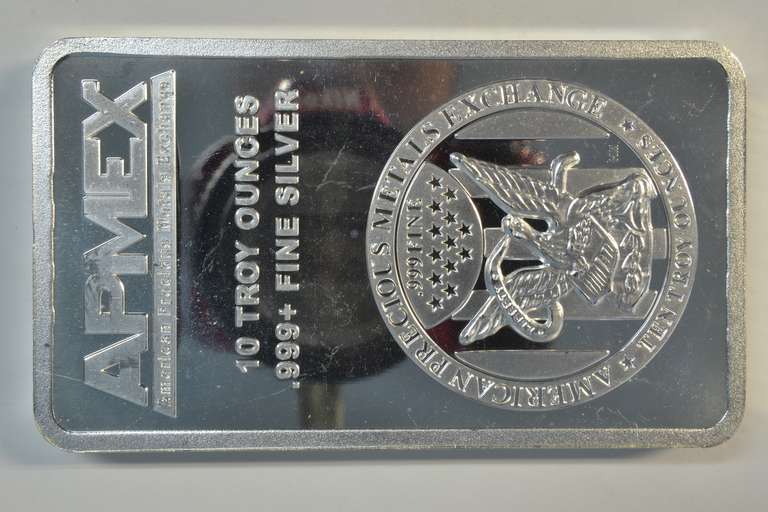 APMEX
American Precious Metals Exchange
10 TROY OUNCES
.999+ FINE SILVER
AMERICAN PRECIOUS METALS EXCHANGE
.999 FINE
★ TEN TROY OUNCES ★